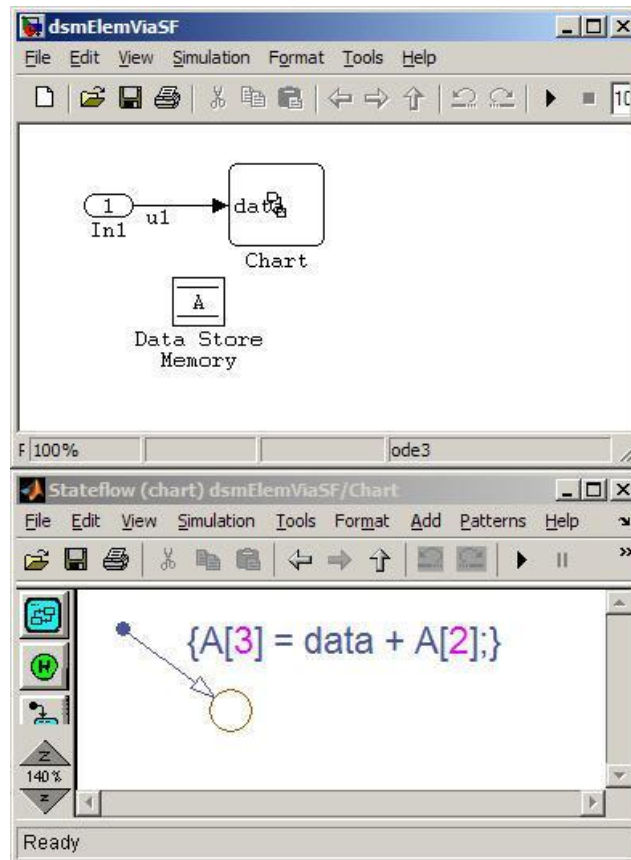 dsmElemViaSF
File Edit View Simulation Format Tools Help
10
1
In1
u1
data
Chart
A
Data Store
Memory
F 100%
ode3
Stateflow (chart) dsmElemViaSF/Chart
File Edit View Simulation Tools Format Add Patterns Help
H
{A[3] = data + A[2];}
Z
140%
Z
Ready